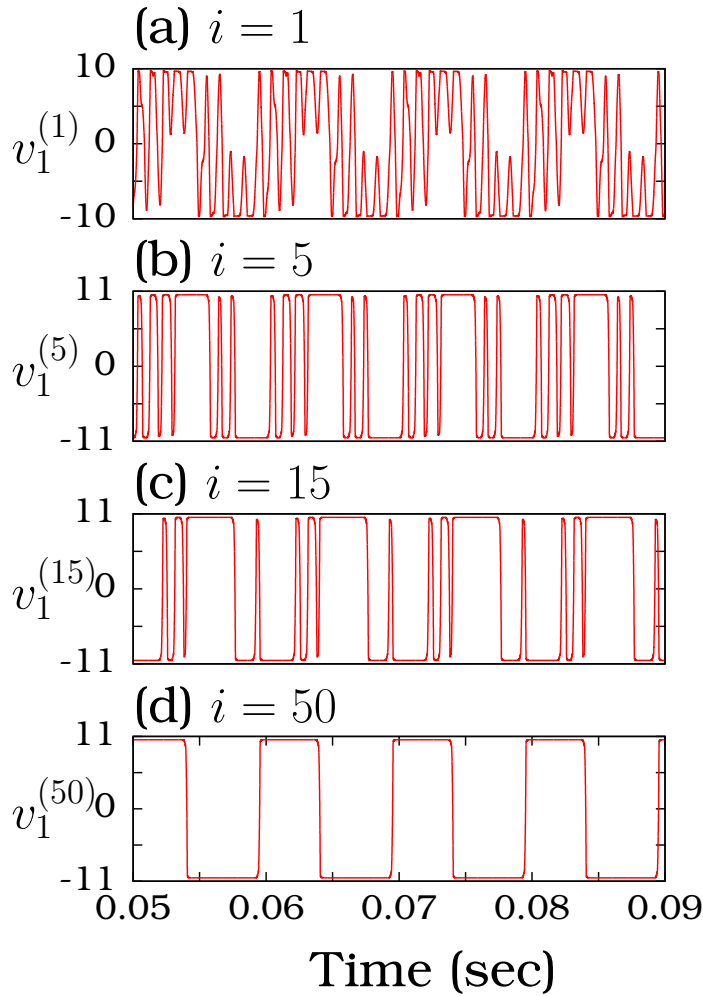 (a) i = 1
10
v₁⁽¹⁾ 0
-10
(b) i = 5
11
v₁⁽⁵⁾ 0
-11
(c) i = 15
11
v₁⁽¹⁵⁾ 0
-11
(d) i = 50
11
v₁⁽⁵⁰⁾ 0
-11
0.05 0.06 0.07 0.08 0.09
Time (sec)